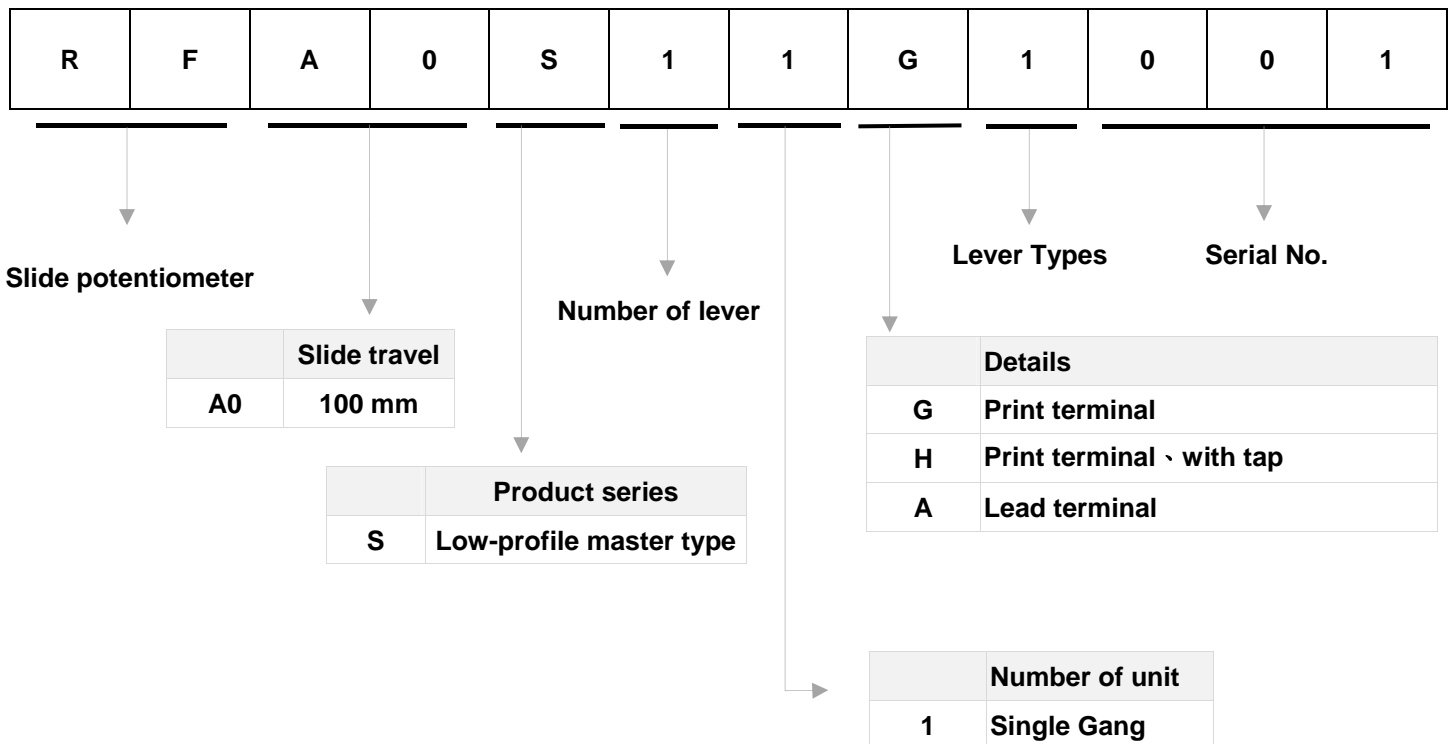 R F A 0 S 1 1 G 1 0 0 1
Slide potentiometer
Slide travel
A0 100 mm
Product series
S Low-profile master type
Number of lever
Number of unit
1 Single Gang
Details
G Print terminal
H Print terminal、with tap
A Lead terminal
Lever Types
Serial No.